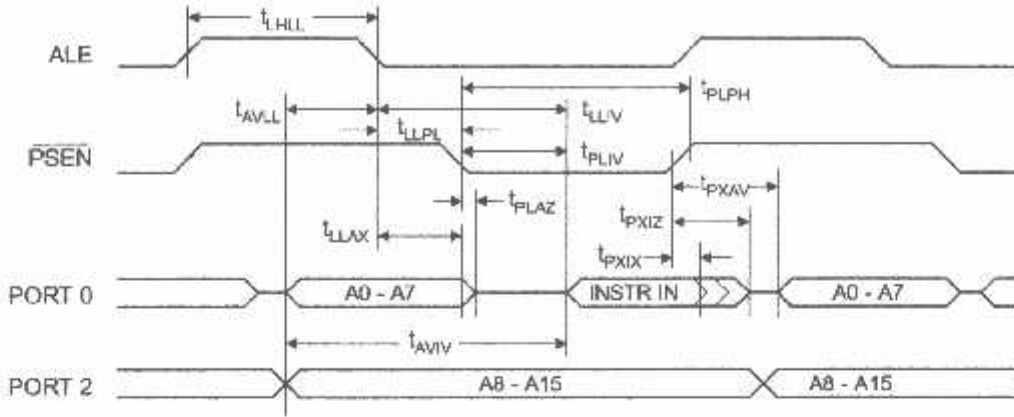 tLHLL
ALE
tPLPH
tAVLL
tLLIV
tLLPL
PSEN
tPLIV
tPXAV
tPLAZ
tPXIZ
tLLAX
tPXIX
PORT 0
A0 - A7
INSTR IN
A0 - A7
tAVIV
PORT 2
A8 - A15
A8 - A15